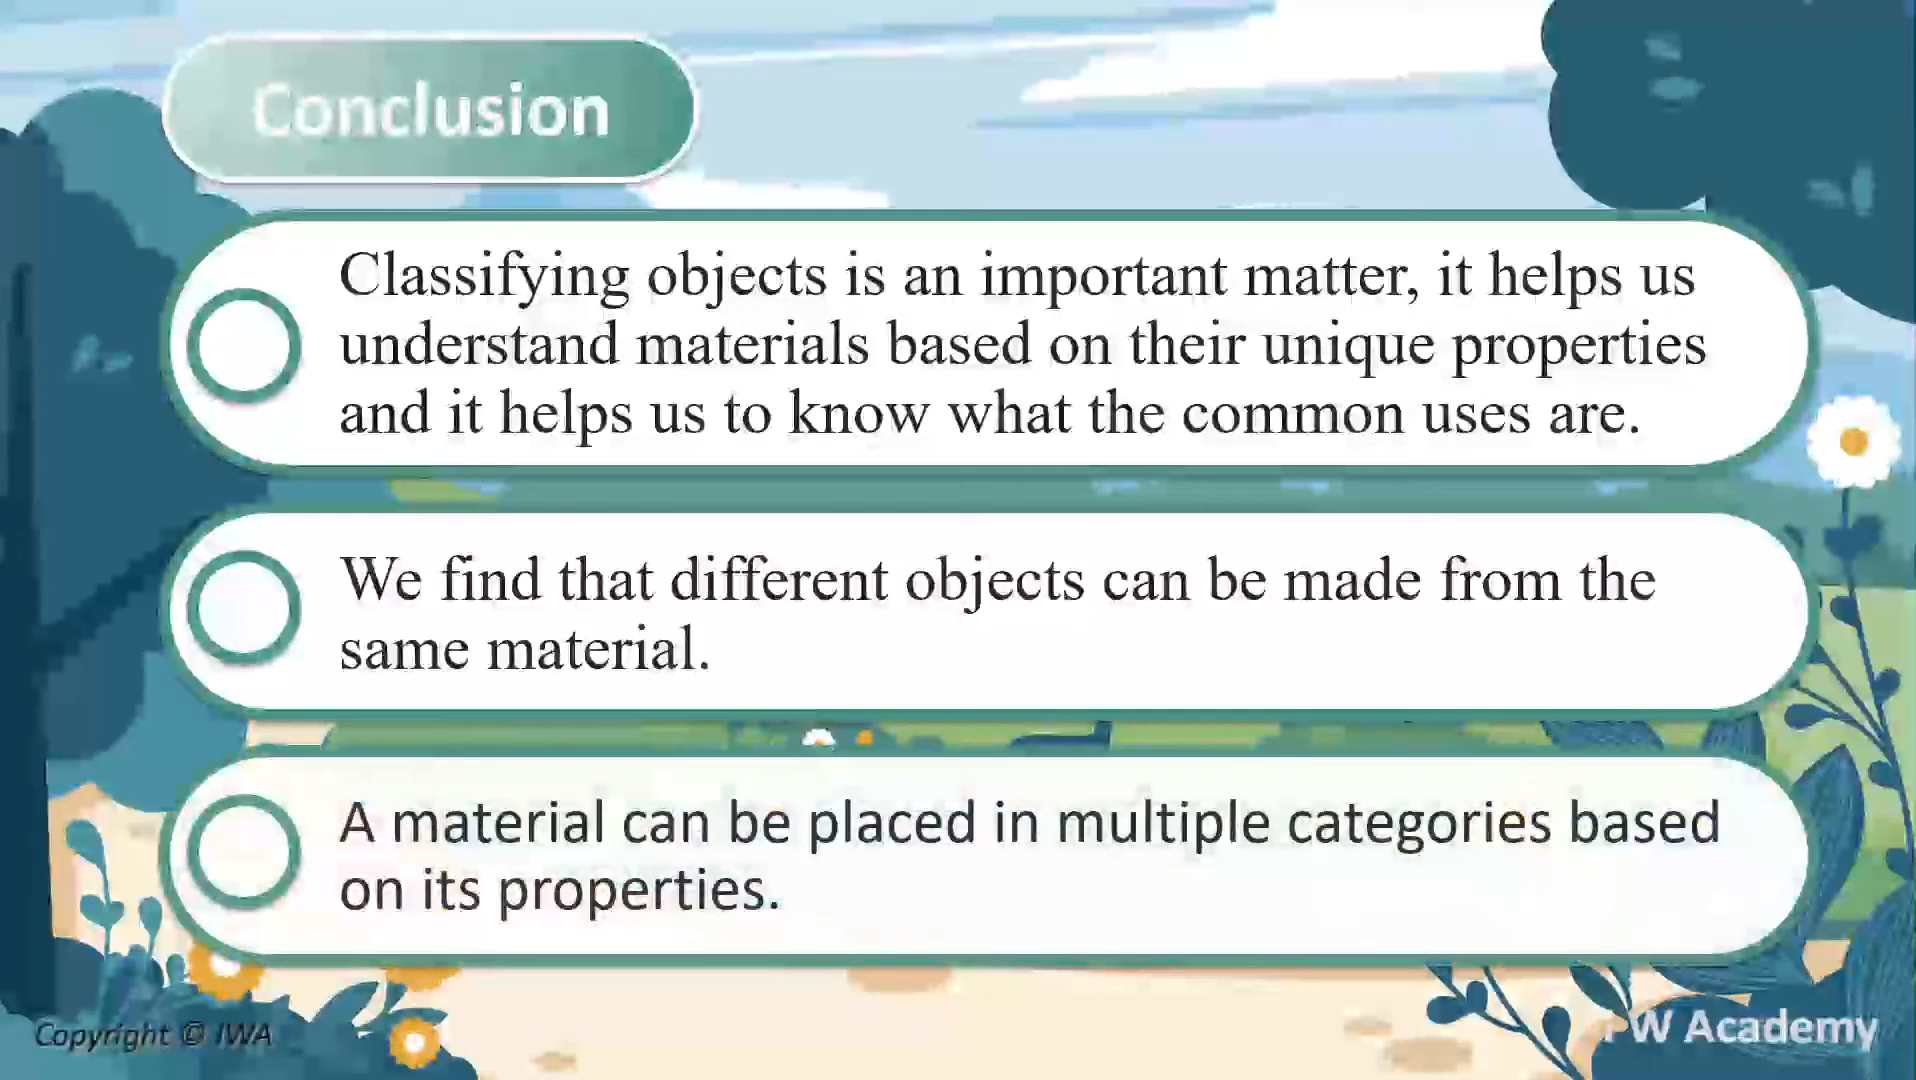 Conclusion
Classifying objects is an important matter, it helps us
understand materials based on their unique properties
and it helps us to know what the common uses are.
We find that different objects can be made from the
same material.
A material can be placed in multiple categories based
on its properties.
Copyright © IWA
W Academy